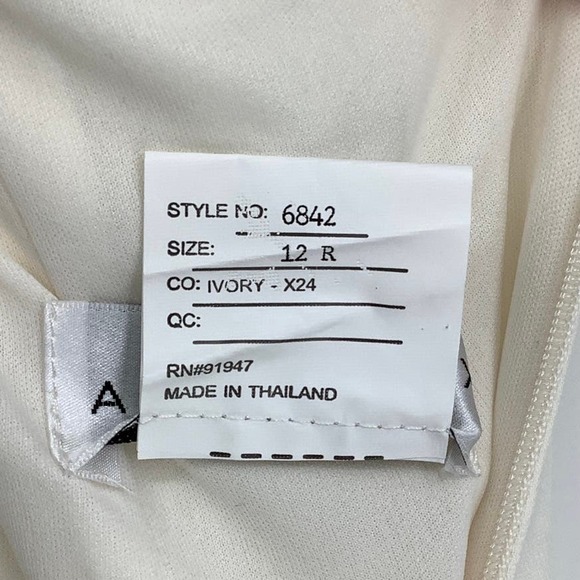 STYLE NO: 6842
SIZE: 12 R
CO: IVORY - X24
QC:
RN#91947
MADE IN THAILAND
A